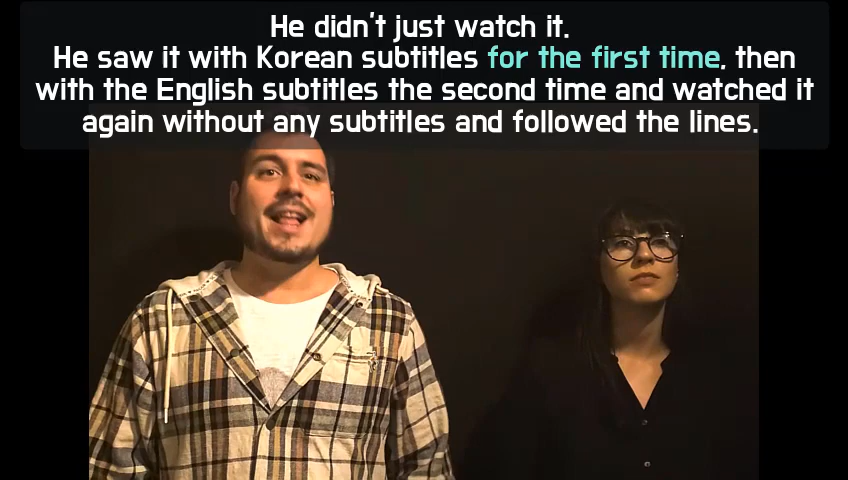 He didn't just watch it.
He saw it with Korean subtitles for the first time, then
with the English subtitles the second time and watched it
again without any subtitles and followed the lines.